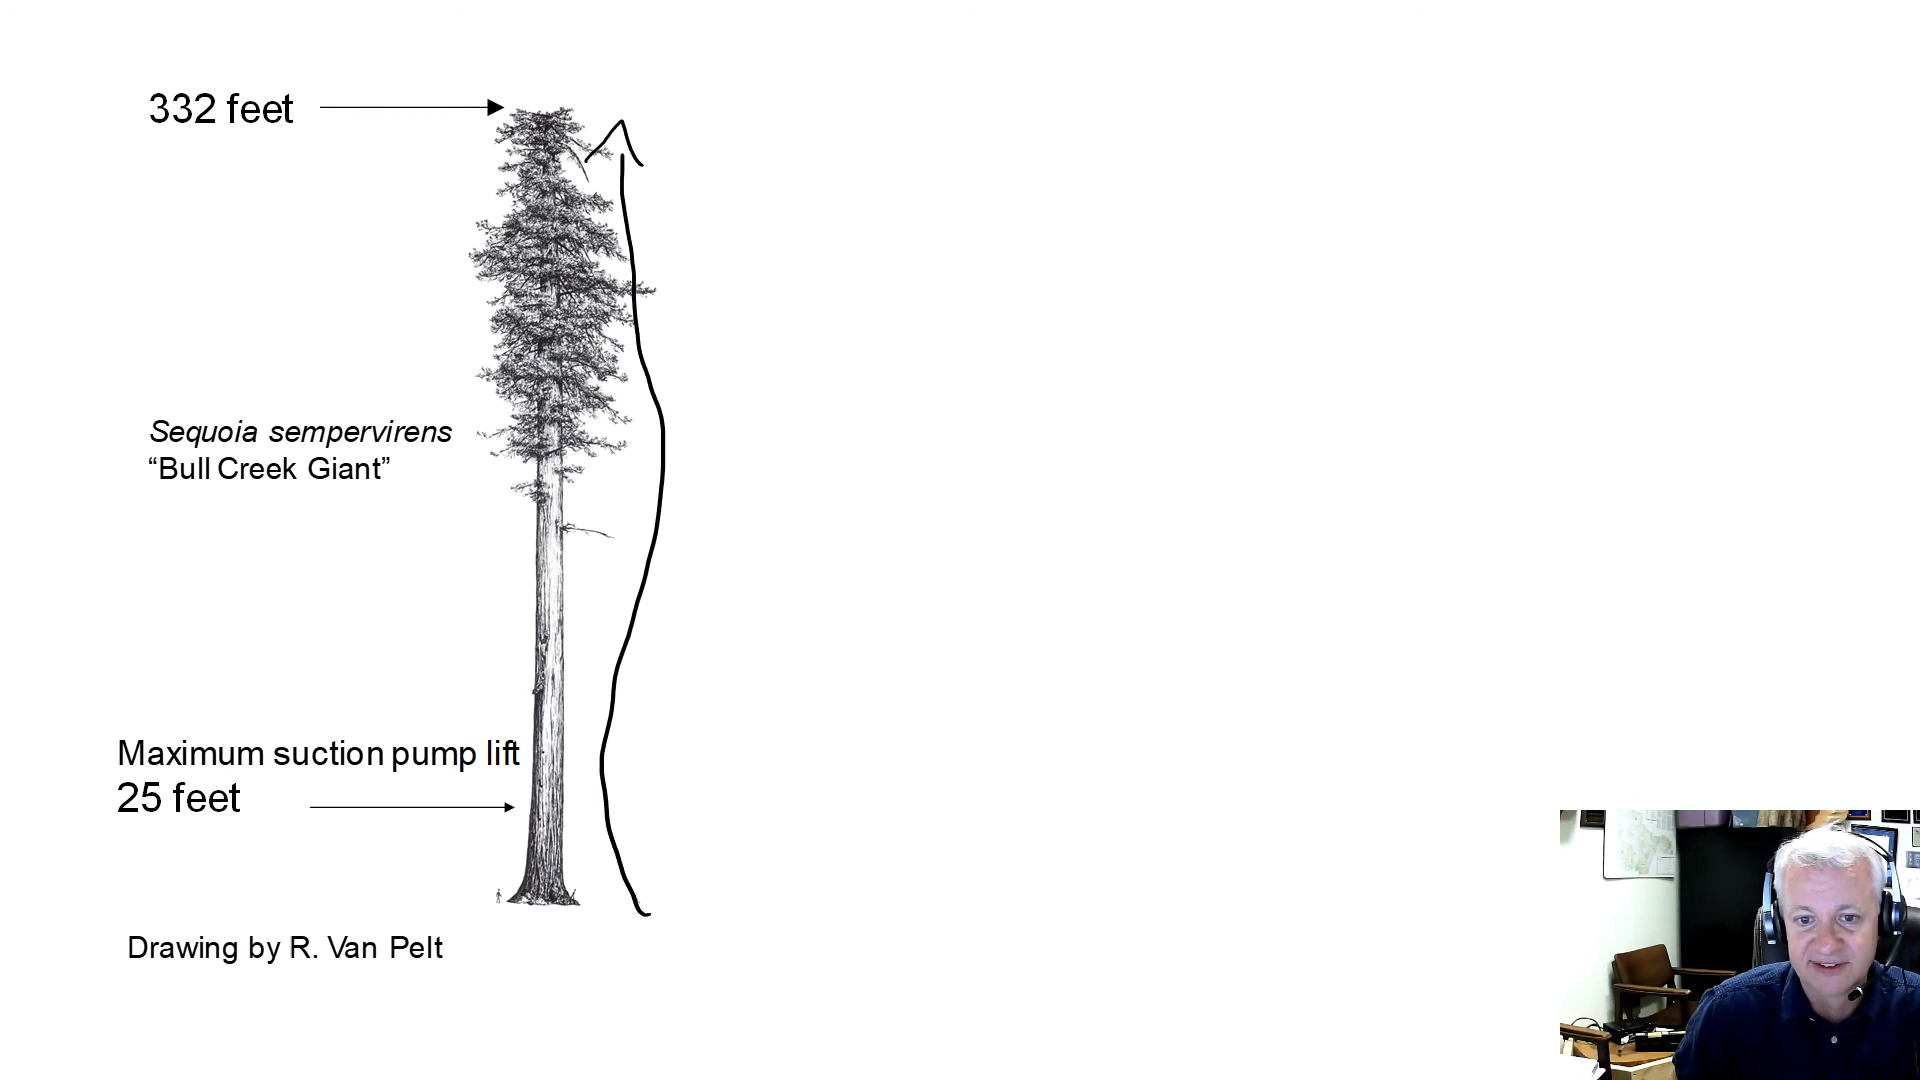 332 feet
Sequoia sempervirens
“Bull Creek Giant”
Maximum suction pump lift
25 feet
Drawing by R. Van Pelt